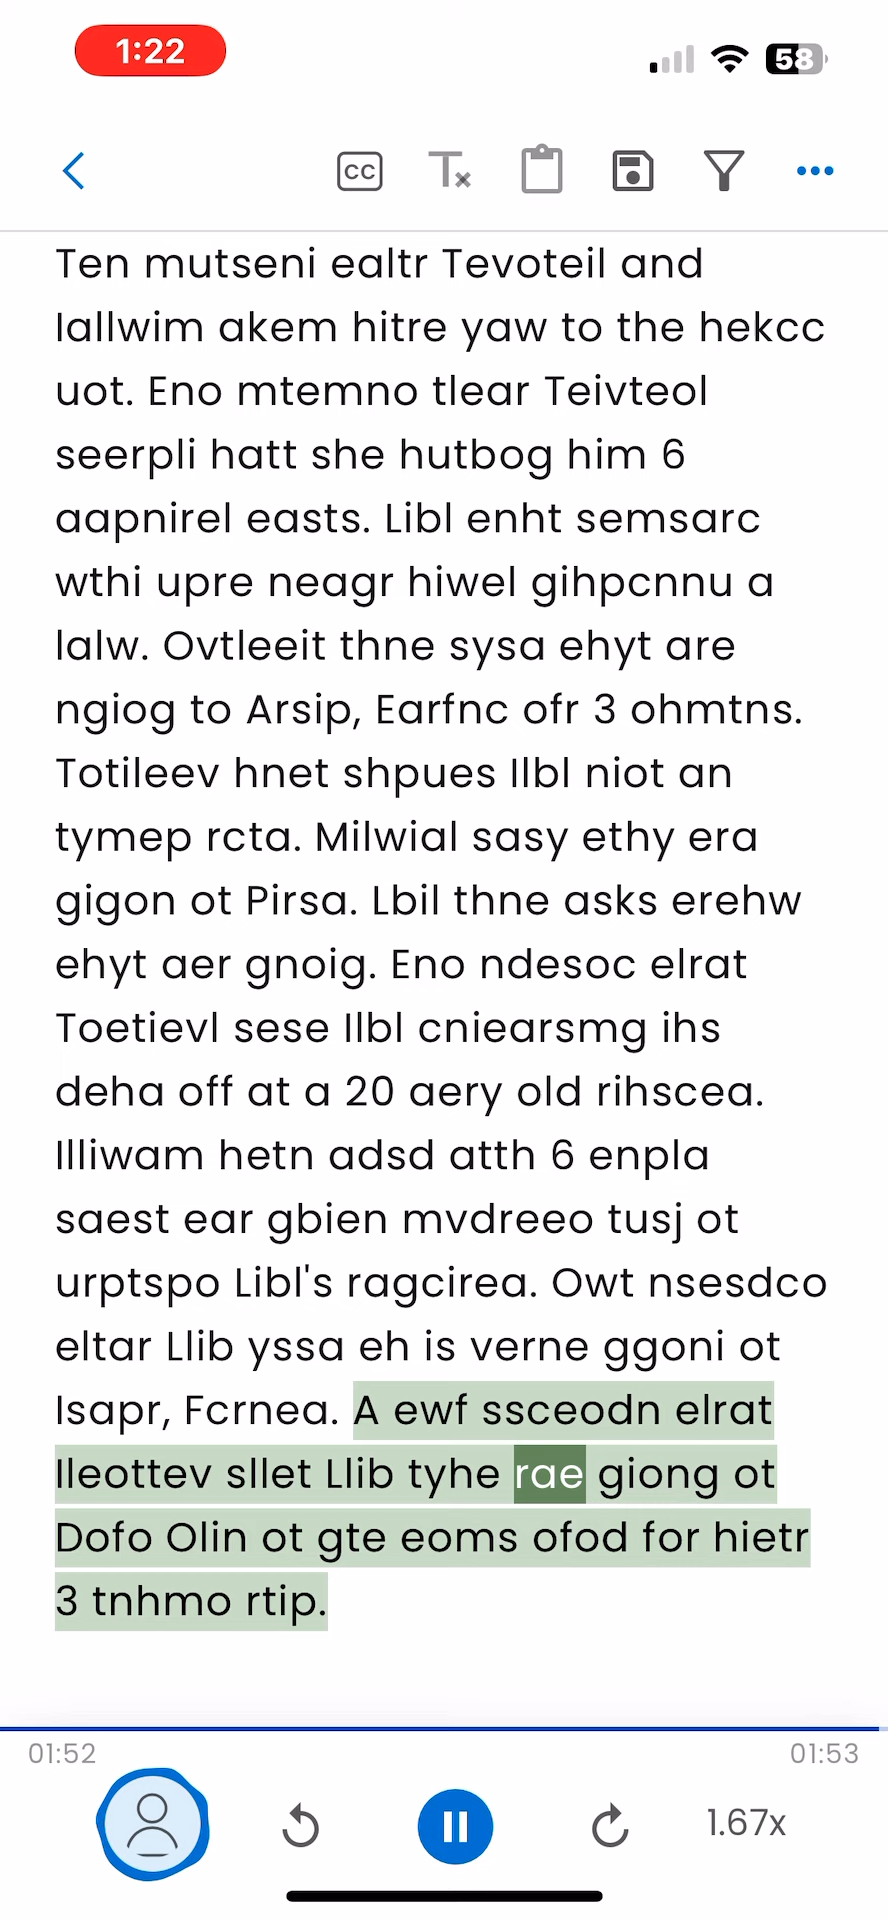 1:22
58
CC
Ten mutseni ealtr Tevoteil and
Iallwim akem hitre yaw to the hekcc
uot. Eno mtemno tlear Teivteol
seerpli hatt she hutbog him 6
aapnirel easts. Libl enht semsarc
wthi upre neagr hiwel gihpcnnu a
lalw. Ovtleeit thne sysa ehyt are
ngiog to Arsip, Earfnc ofr 3 ohmtns.
Totileev hnet shpues Ilbl niot an
tymep rcta. Milwial sasy ethy era
gigon ot Pirsa. Lbil thne asks erehw
ehyt aer gnoig. Eno ndesoc elrat
Toetievl sese Ilbl cniearsmg ihs
deha off at a 20 aery old rihscea.
Illiwam hetn adsd atth 6 enpla
saest ear gbien mvdreeo tusj ot
urptspo Libl's ragcirea. Owt nsesdco
eltar Llib yssa eh is verne ggoni ot
Isapr, Fcrnea. A ewf ssceodn elrat
Ileottev sllet Llib tyhe rae giong ot
Dofo Olin ot gte eoms ofod for hietr
3 tnhmo rtip.
01:52
01:53
1.67x